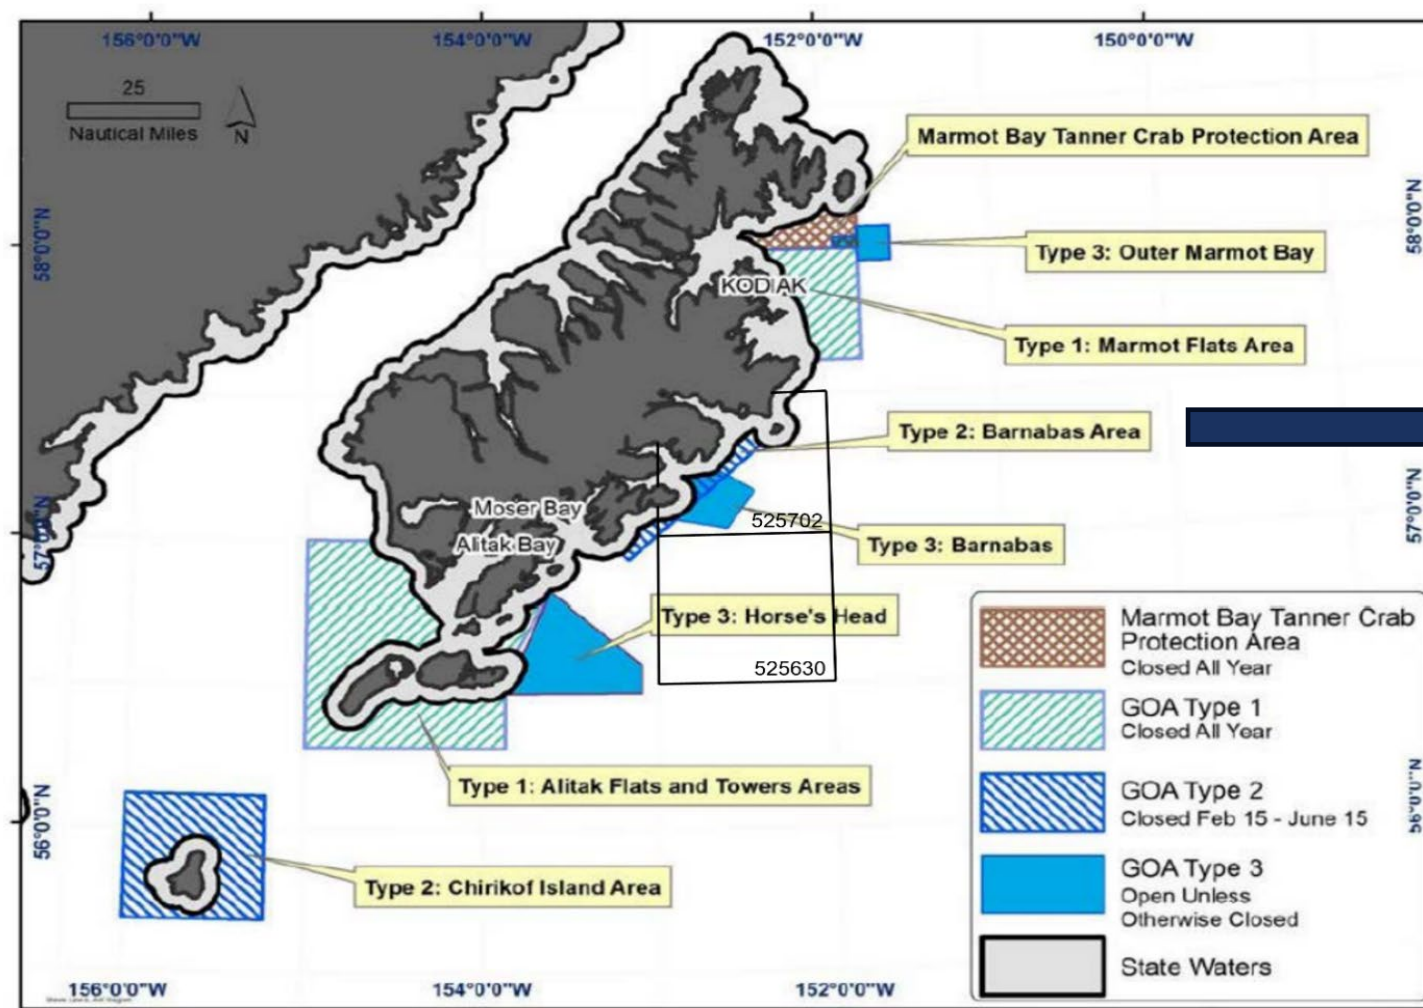 156°0'0"W
154°0'0"W
152°0'0"W
150°0'0"W
25
Nautical Miles
N
Marmot Bay Tanner Crab Protection Area
58°0'0"N
58°0'0"N
Type 3: Outer Marmot Bay
KODIAK
Type 1: Marmot Flats Area
Type 2: Barnabas Area
Moser Bay
525702
57°0'0"N
57°0'0"N
Alitak Bay
Type 3: Barnabas
Type 3: Horse's Head
525630
Type 1: Alitak Flats and Towers Areas
56°0'0"N
56°0'0"N
Type 2: Chirikof Island Area
Marmot Bay Tanner Crab
Protection Area
Closed All Year
GOA Type 1
Closed All Year
GOA Type 2
Closed Feb 15 - June 15
GOA Type 3
Open Unless
Otherwise Closed
State Waters
156°0'0"W
154°0'0"W
152°0'0"W